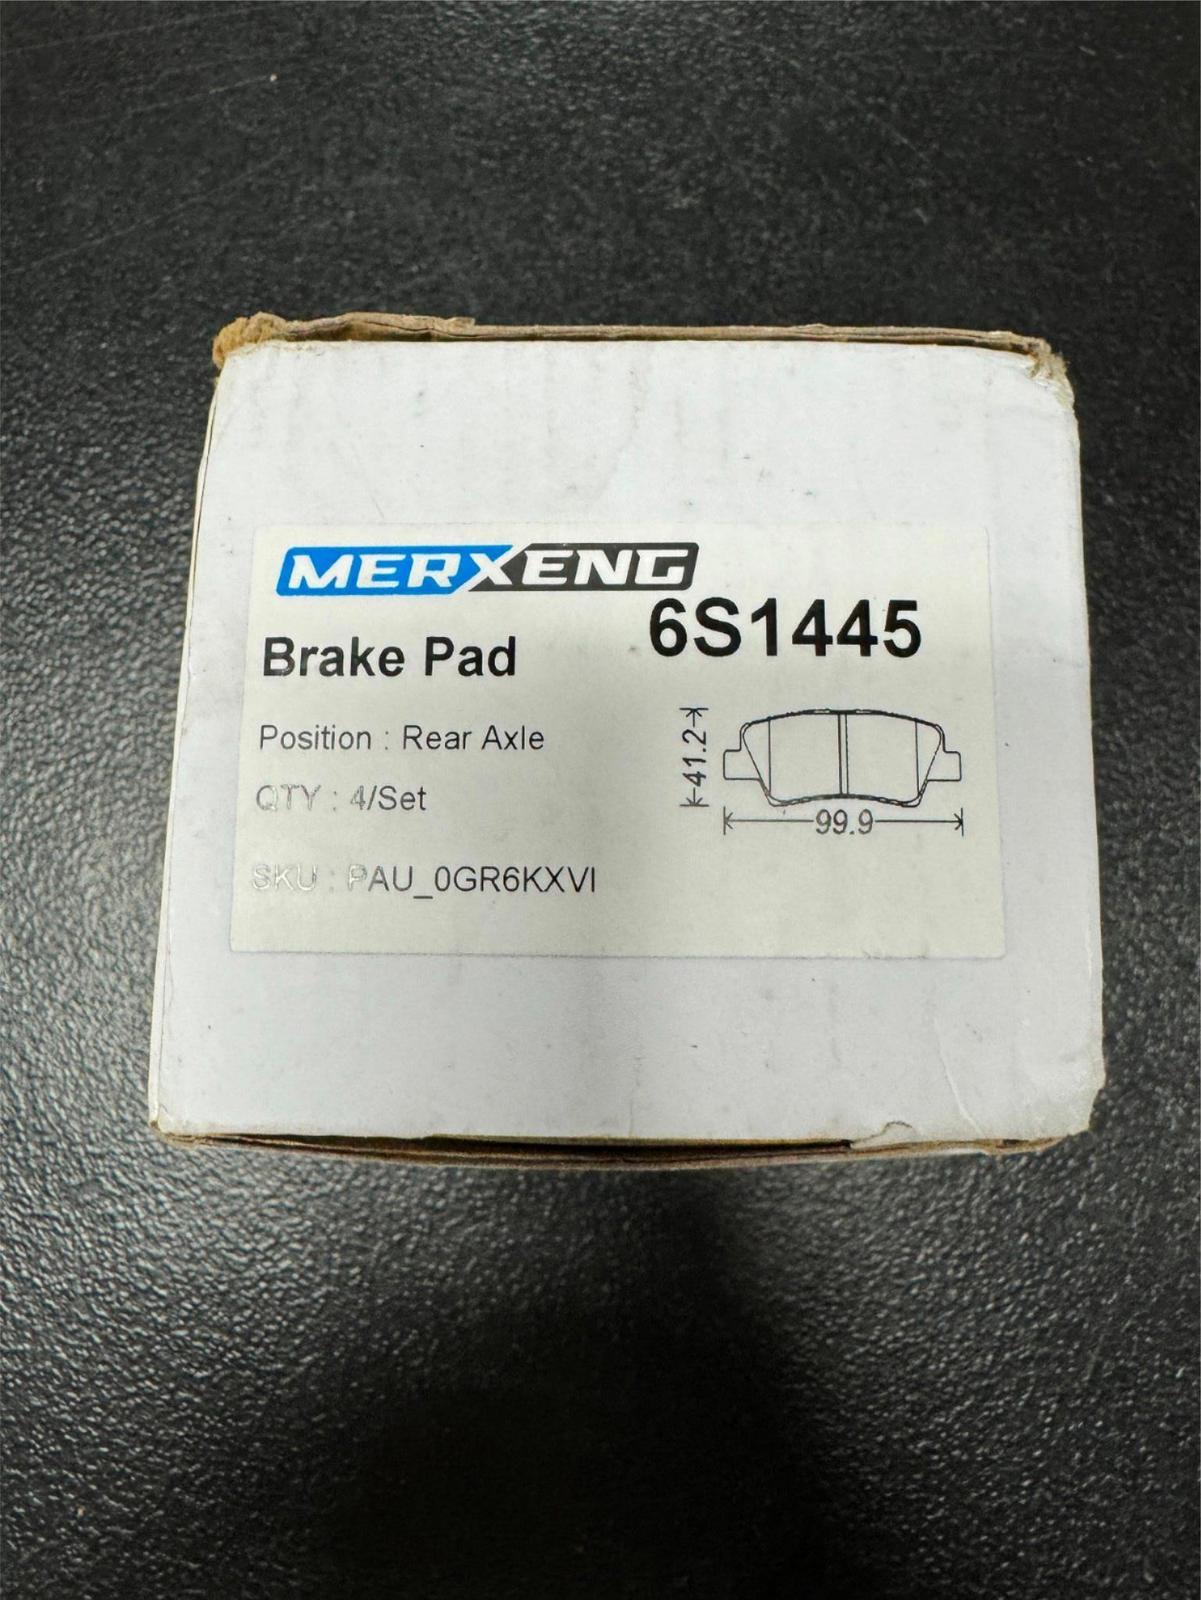 MERXENG
6S1445
Brake Pad
Position : Rear Axle
QTY : 4/Set
SKU : PAU_0GR6KXVI
41.2
99.9